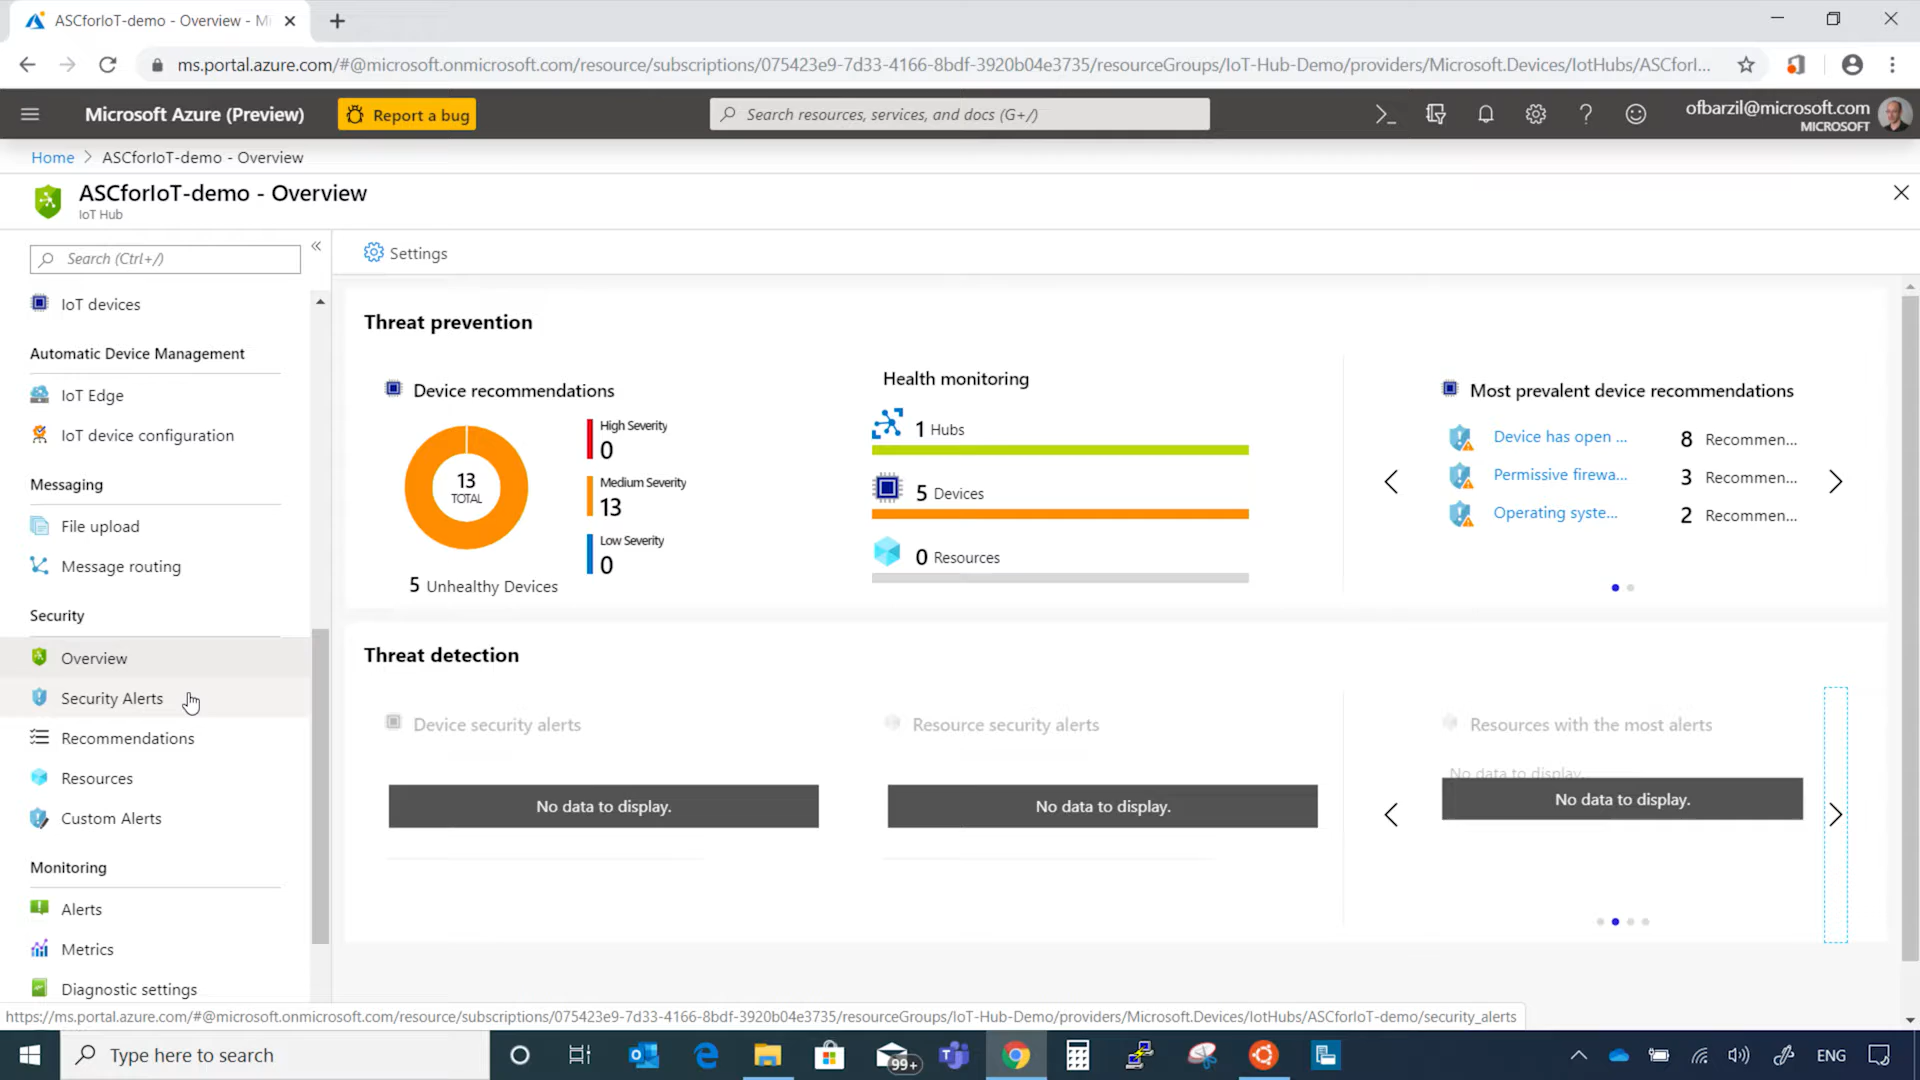 ASCforIoT-demo - Overview - Mi
ms.portal.azure.com/#@microsoft.onmicrosoft.com/resource/subscriptions/075423e9-7d33-4166-8bdf-3920b04e3735/resourceGroups/IoT-Hub-Demo/providers/Microsoft.Devices/IotHubs/ASCforI...
Microsoft Azure (Preview)
Report a bug
Search resources, services, and docs (G+/)
ofbarzil@microsoft.com
MICROSOFT
Home > ASCforIoT-demo - Overview
ASCforIoT-demo - Overview
IoT Hub
Search (Ctrl+/)
IoT devices
Automatic Device Management
IoT Edge
IoT device configuration
Messaging
File upload
Message routing
Security
Overview
Security Alerts
Recommendations
Resources
Custom Alerts
Monitoring
Alerts
Metrics
Diagnostic settings
Settings
Threat prevention
Device recommendations
13
TOTAL
High Severity
0
Medium Severity
13
Low Severity
0
5 Unhealthy Devices
Health monitoring
1 Hubs
5 Devices
0 Resources
Most prevalent device recommendations
Device has open ... 8 Recommen...
Permissive firewa... 3 Recommen...
Operating syste... 2 Recommen...
Threat detection
Device security alerts
No data to display.
Resource security alerts
No data to display.
Resources with the most alerts
No data to display.
No data to display.
https://ms.portal.azure.com/#@microsoft.onmicrosoft.com/resource/subscriptions/075423e9-7d33-4166-8bdf-3920b04e3735/resourceGroups/IoT-Hub-Demo/providers/Microsoft.Devices/IotHubs/ASCforIoT-demo/security_alerts
Type here to search
99+
ENG